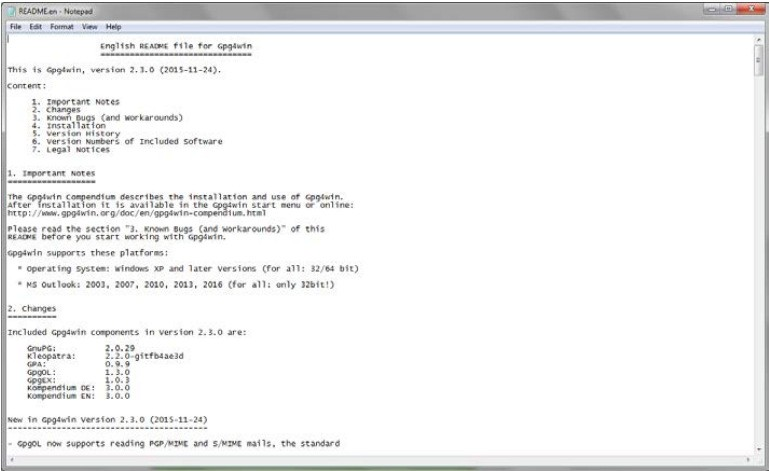 README.en - Notepad
File Edit Format View Help
English README file for Gpg4win
===============================
This is Gpg4win, version 2.3.0 (2015-11-24).
Content:
1. Important Notes
2. Changes
3. Known Bugs (and Workarounds)
4. Installation
5. Version History
6. Version Numbers of Included Software
7. Legal Notices
1. Important Notes
==================
The Gpg4win Compendium describes the installation and use of Gpg4win.
After installation it is available in the Gpg4win start menu or online:
http://www.gpg4win.org/doc/en/gpg4win-compendium.html
Please read the section "3. Known Bugs (and Workarounds)" of this
README before you start working with Gpg4win.
Gpg4win supports these platforms:
* Operating System: Windows XP and later versions (for all: 32/64 bit)
* MS Outlook: 2003, 2007, 2010, 2013, 2016 (for all: only 32bit!)
2. Changes
==========
Included Gpg4win components in Version 2.3.0 are:
GnuPG: 2.0.29
Kleopatra: 2.2.0-gitfb4ae3d
GPA: 0.9.9
GpgOL: 1.3.0
GpgEX: 1.0.3
Kompendium DE: 3.0.0
Kompendium EN: 3.0.0
New in Gpg4win Version 2.3.0 (2015-11-24)
-----------------------------------------
- GpgOL now supports reading PGP/MIME and S/MIME mails, the standard